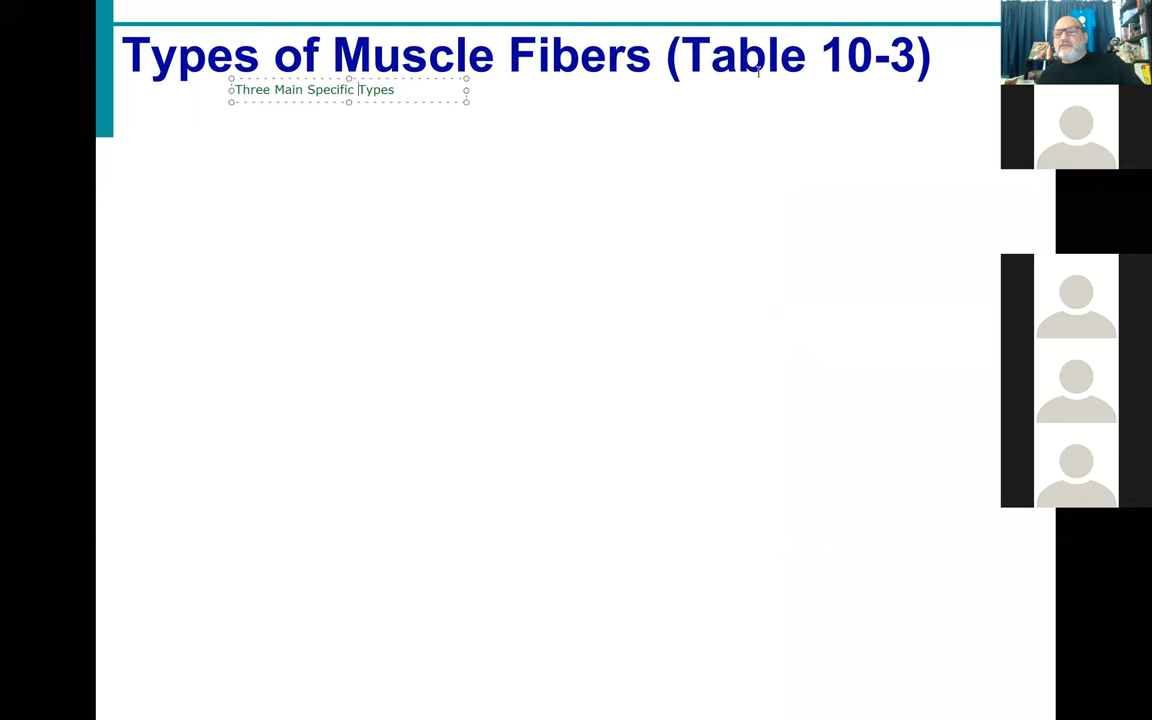 Types of Muscle Fibers (Table 10-3)
Three Main Specific Types